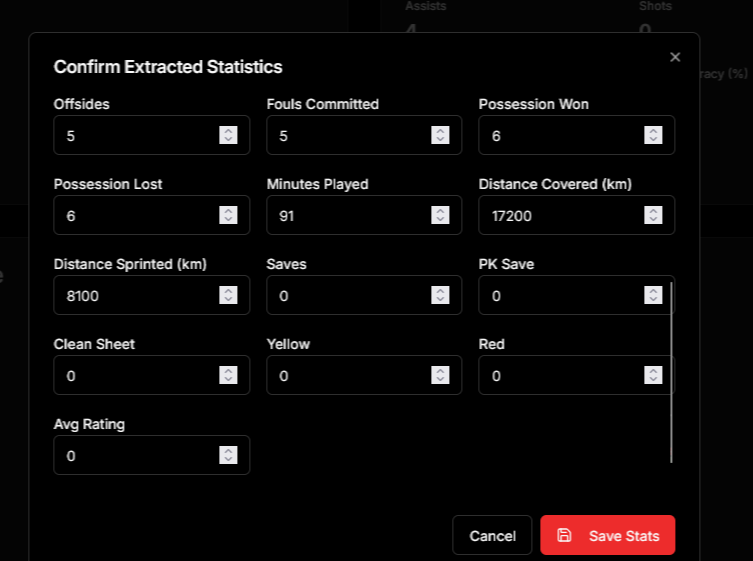 Assists Shots
4 0
racy (%)
Confirm Extracted Statistics
Offsides Fouls Committed Possession Won
5 5 6
Possession Lost Minutes Played Distance Covered (km)
6 91 17200
Distance Sprinted (km) Saves PK Save
8100 0 0
Clean Sheet Yellow Red
0 0 0
Avg Rating
0
Cancel Save Stats